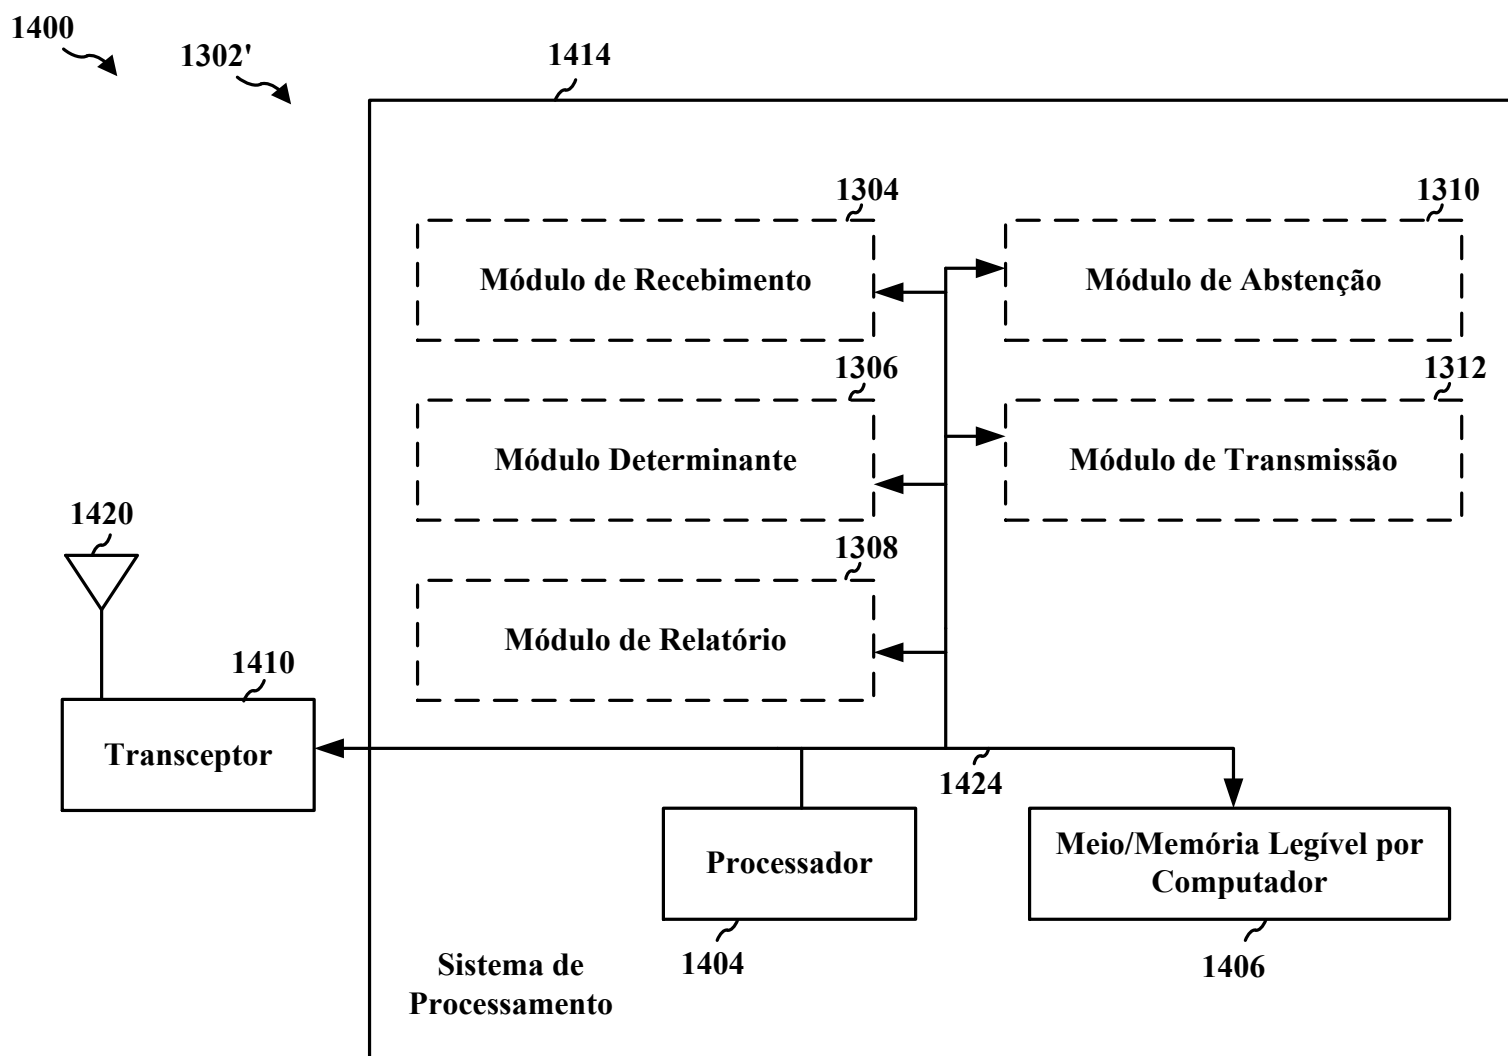 1400
1302'
1414
1304
Módulo de Recebimento
1310
Módulo de Abstenção
1306
Módulo Determinante
1312
Módulo de Transmissão
1420
1308
Módulo de Relatório
1410
Transceptor
1424
Processador
1404
Meio/Memória Legível por
Computador
1406
Sistema de
Processamento